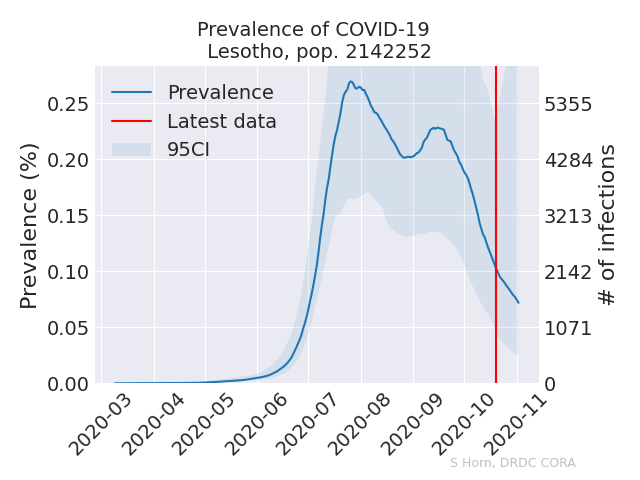 Prevalence of COVID-19
Lesotho, pop. 2142252
Prevalence
Latest data
95CI
Prevalence (%)
0.25
0.20
0.15
0.10
0.05
0.00
5355
4284
3213
2142
1071
0
# of infections
2020-03
2020-04
2020-05
2020-06
2020-07
2020-08
2020-09
2020-10
2020-11
S Horn, DRDC CORA